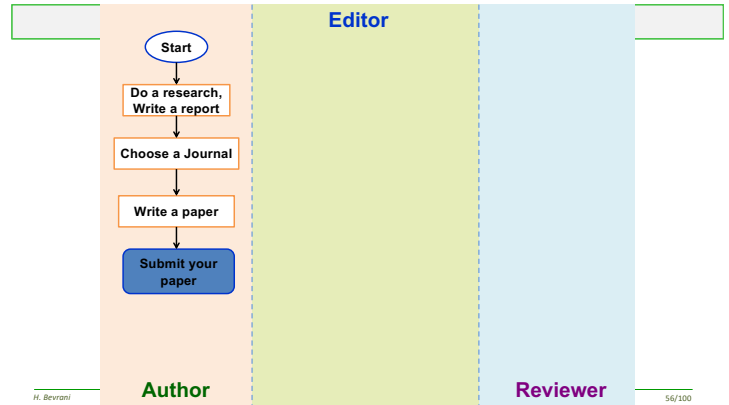 Editor
Start
Do a research,
Write a report
Choose a Journal
Write a paper
Submit your
paper
Author
Reviewer
H. Bevrani
56/100